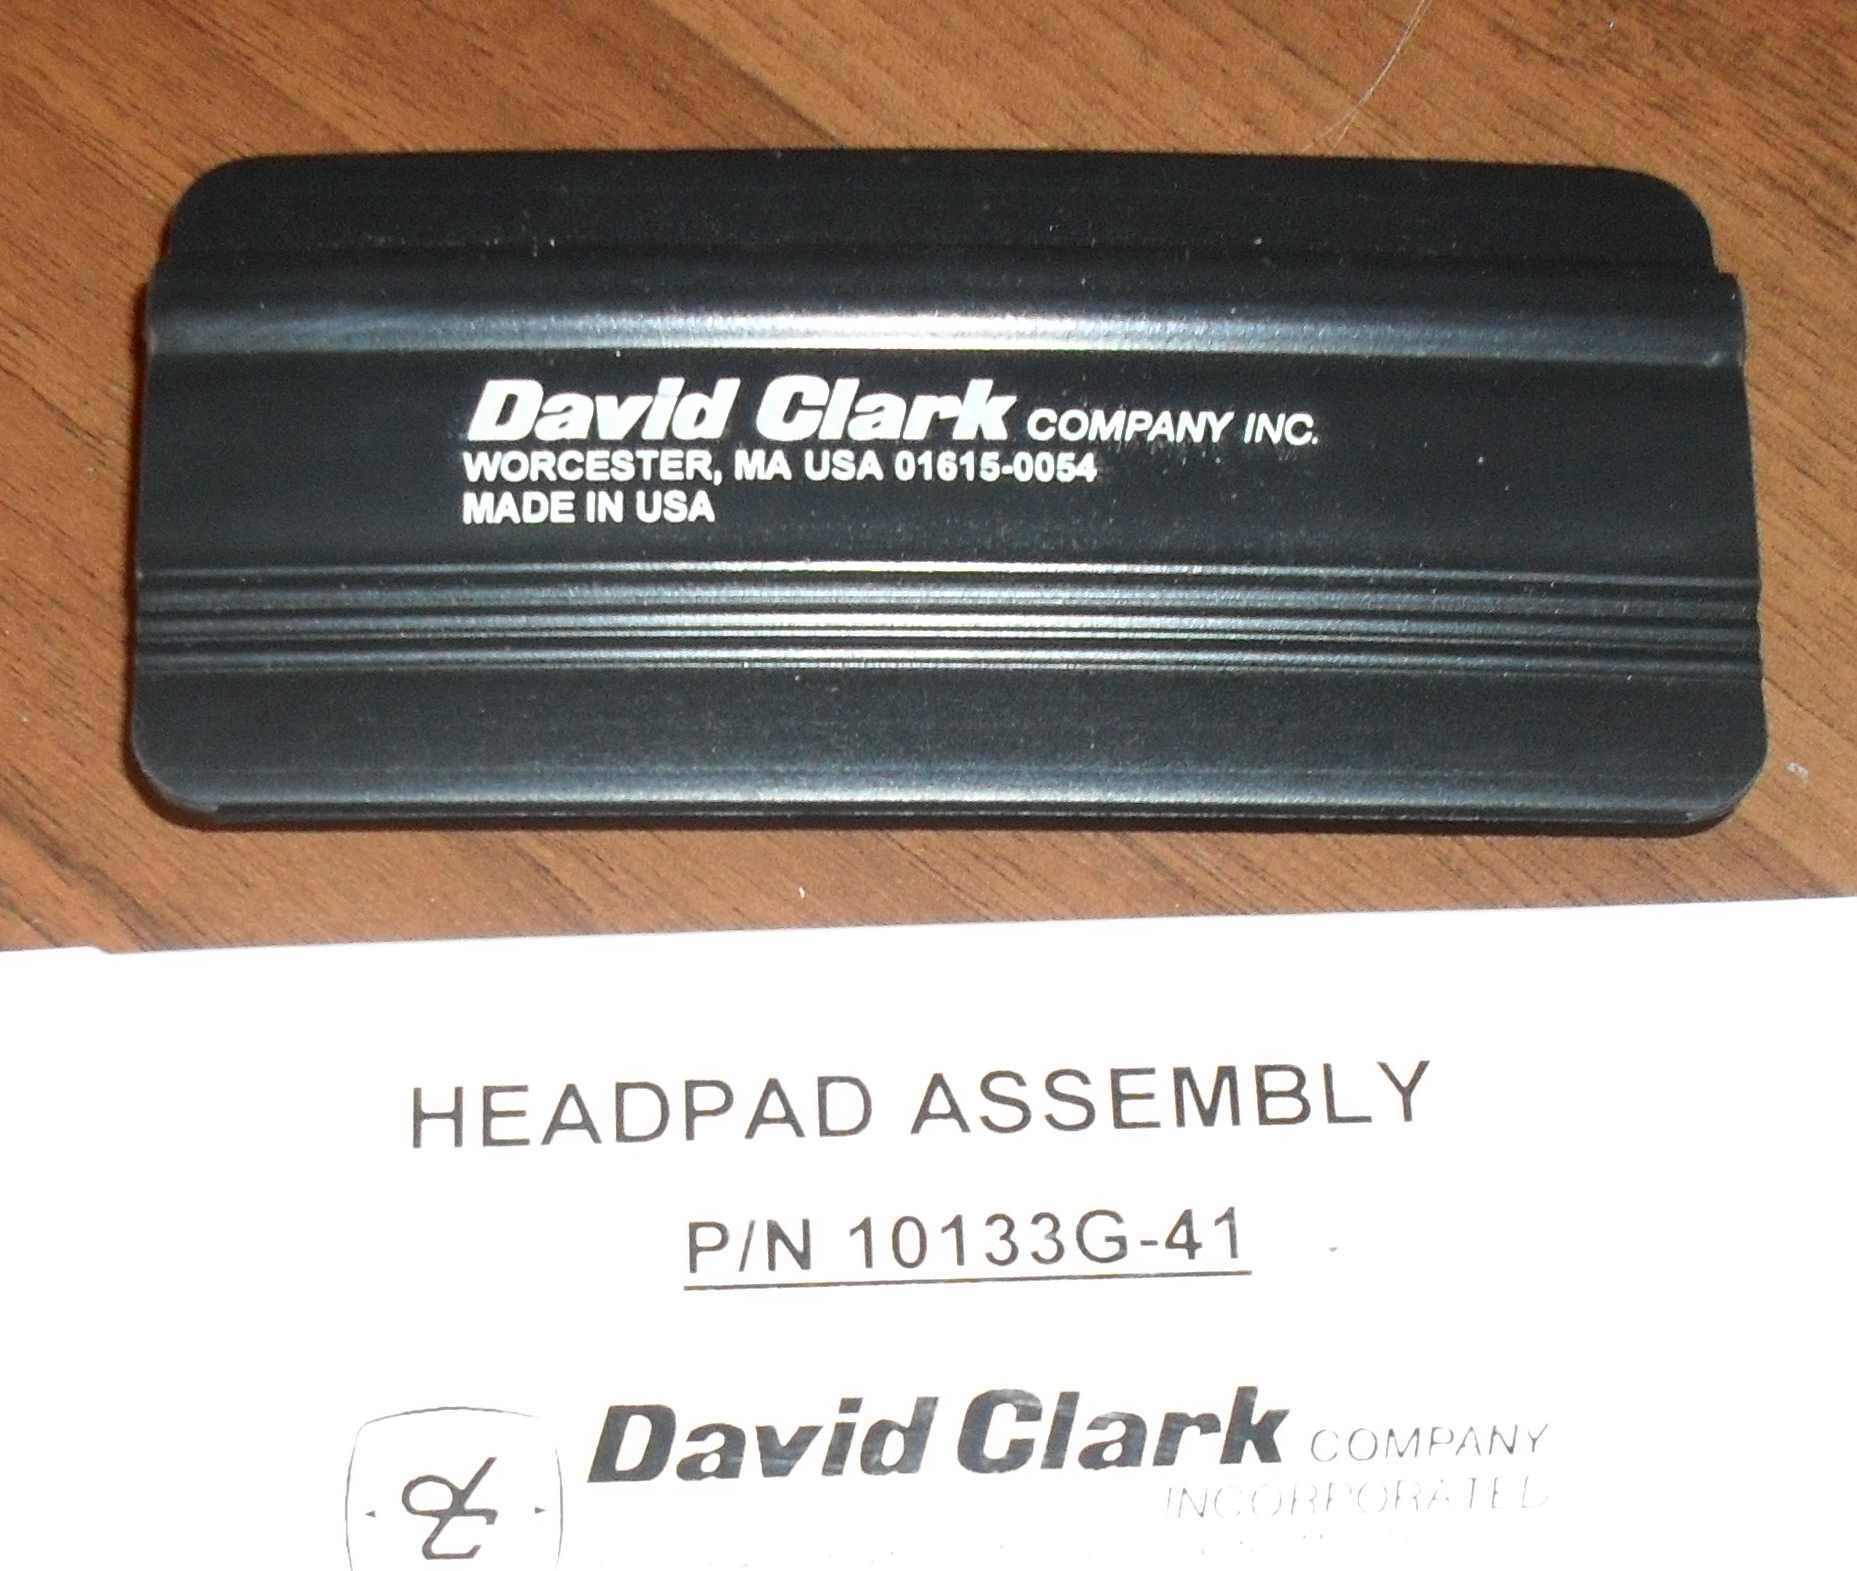 David Clark COMPANY INC.
WORCESTER, MA USA 01615-0054
MADE IN USA
HEADPAD ASSEMBLY
P/N 10133G-41
David Clark COMPANY
INCORPORATED